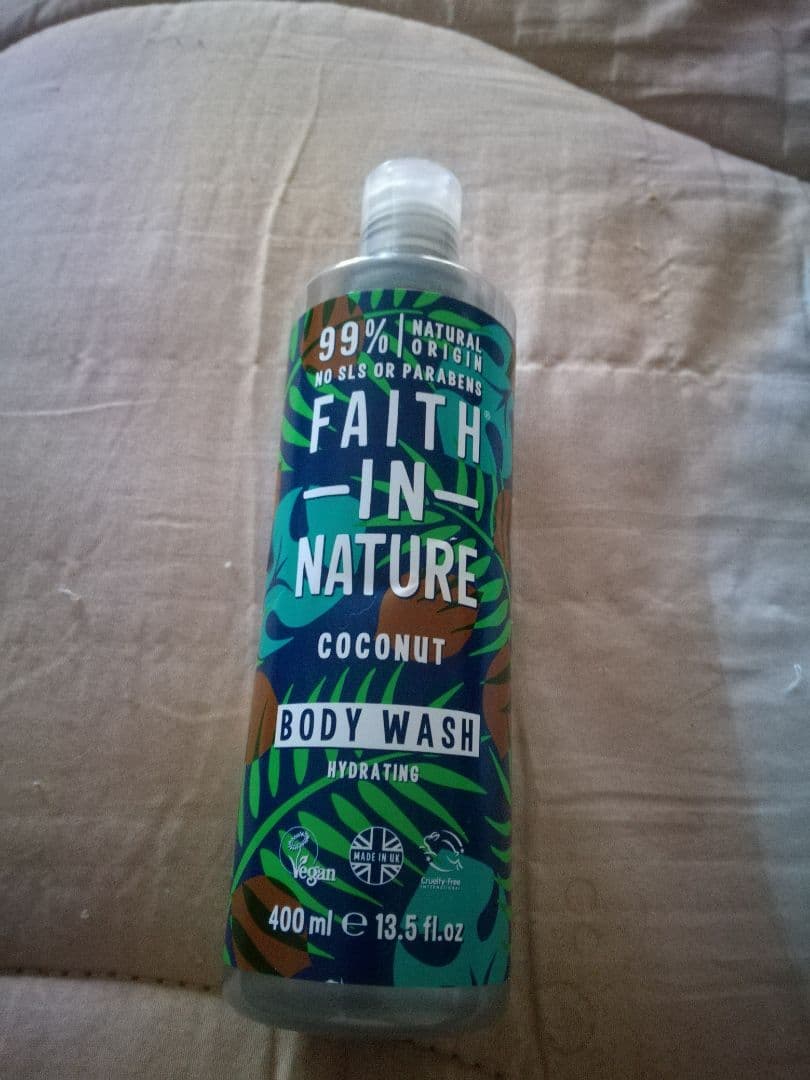 99% NATURAL
ORIGIN
NO SLS OR PARABENS
FAITH®
-IN-
NATURE
COCONUT
BODY WASH
HYDRATING
Vegan
MADE IN UK
Cruelty Free
INTERNATIONAL
400 ml ℮ 13.5 fl.oz